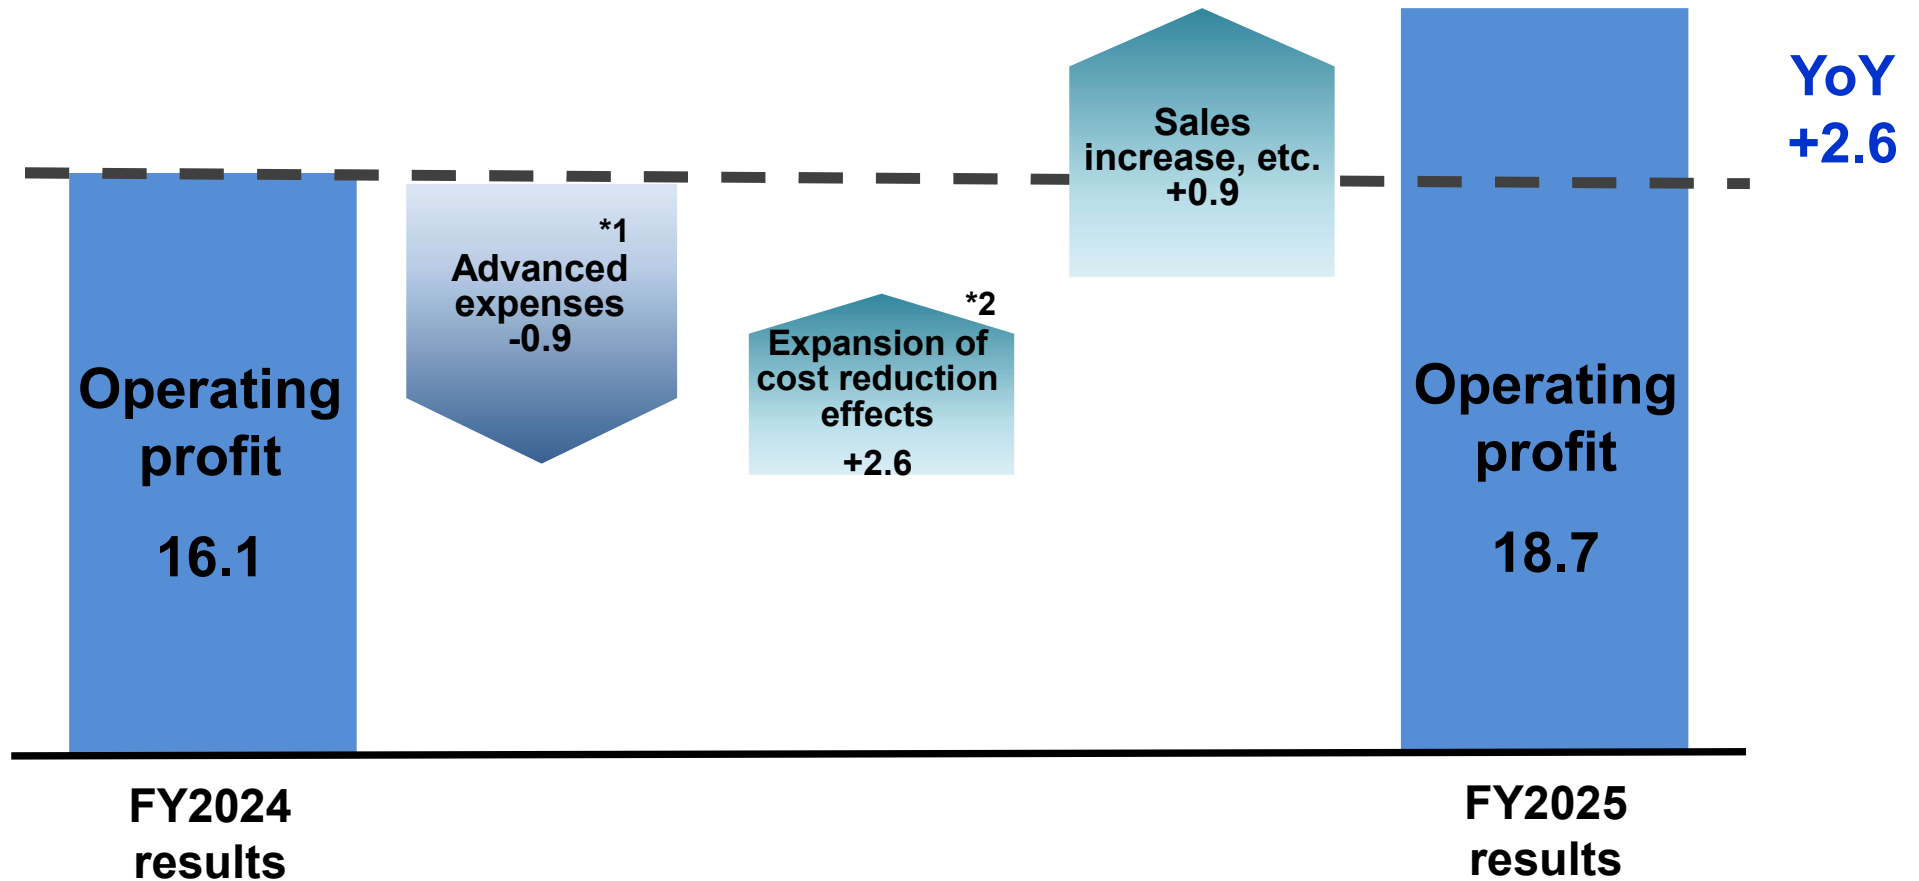 Operating
profit
16.1
*1
Advanced
expenses
-0.9
*2
Expansion of
cost reduction
effects
+2.6
Sales
increase, etc.
+0.9
Operating
profit
18.7
YoY
+2.6
FY2024
results
FY2025
results